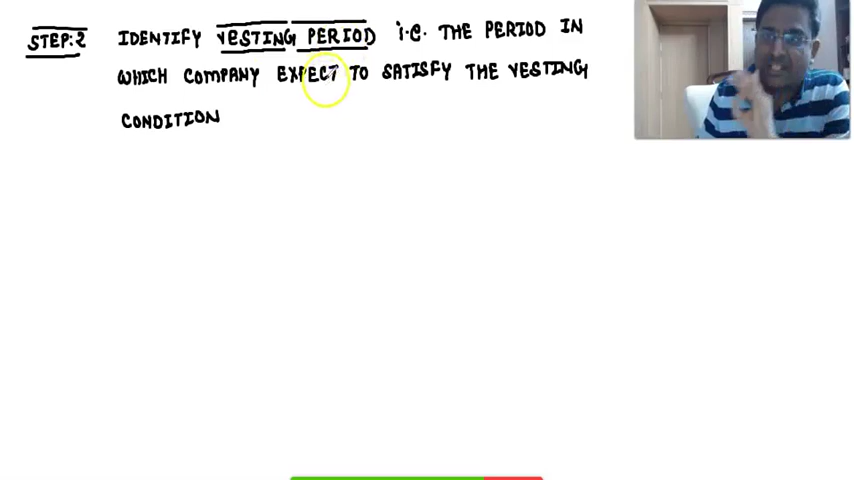 STEP:2 IDENTIFY VESTING PERIOD i.e. THE PERIOD IN
WHICH COMPANY EXPECT TO SATISFY THE VESTING
CONDITION